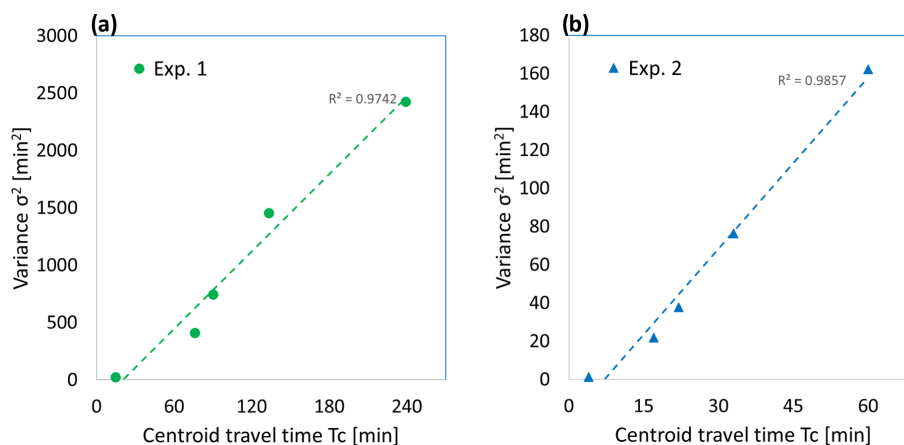 (a)
3000
2500
2000
1500
1000
500
0
Variance σ² [min²]
Exp. 1
R² = 0.9742
0 60 120 180 240
Centroid travel time Tc [min]
(b)
180
160
140
120
100
80
60
40
20
0
Variance σ² [min²]
Exp. 2
R² = 0.9857
0 15 30 45 60
Centroid travel time Tc [min]